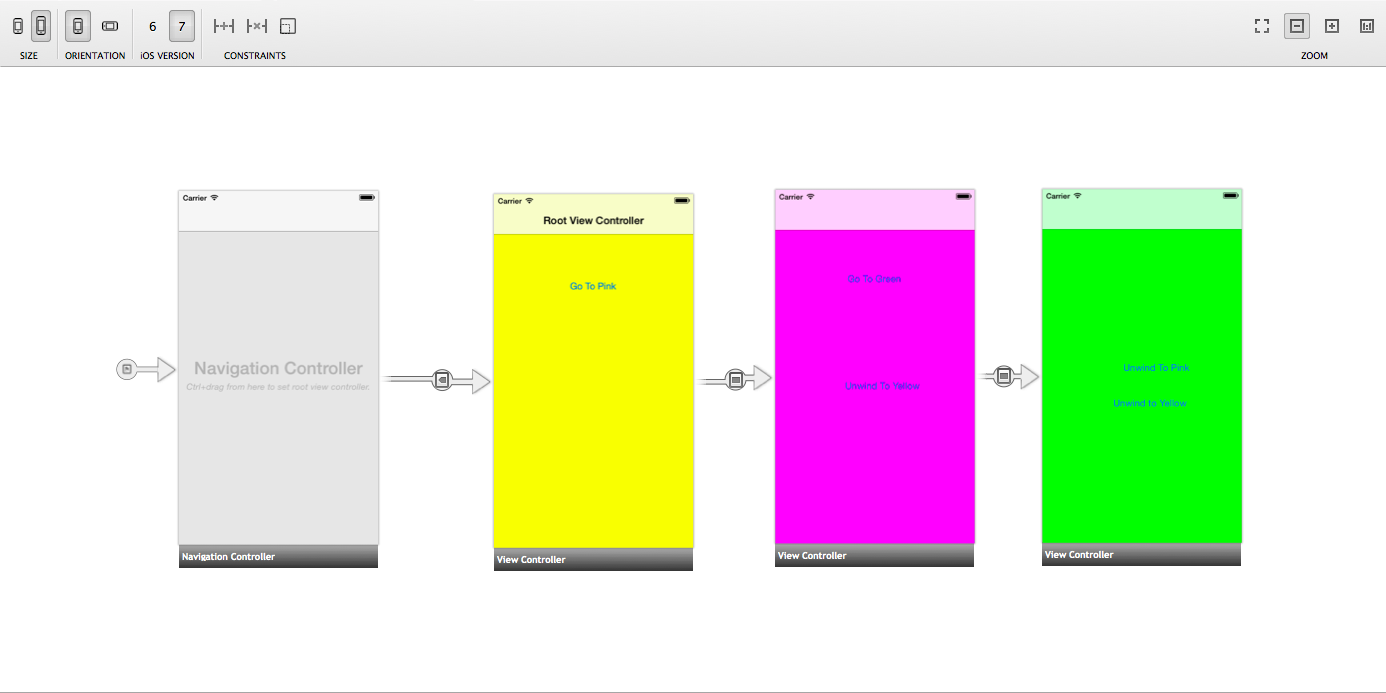 6 7
SIZE ORIENTATION iOS VERSION CONSTRAINTS ZOOM
Carrier
Navigation Controller
Ctrl+drag from here to set root view controller.
Navigation Controller
Carrier
Root View Controller
Go To Pink
View Controller
Carrier
Go To Green
Unwind To Yellow
View Controller
Carrier
Unwind To Pink
Unwind to Yellow
View Controller